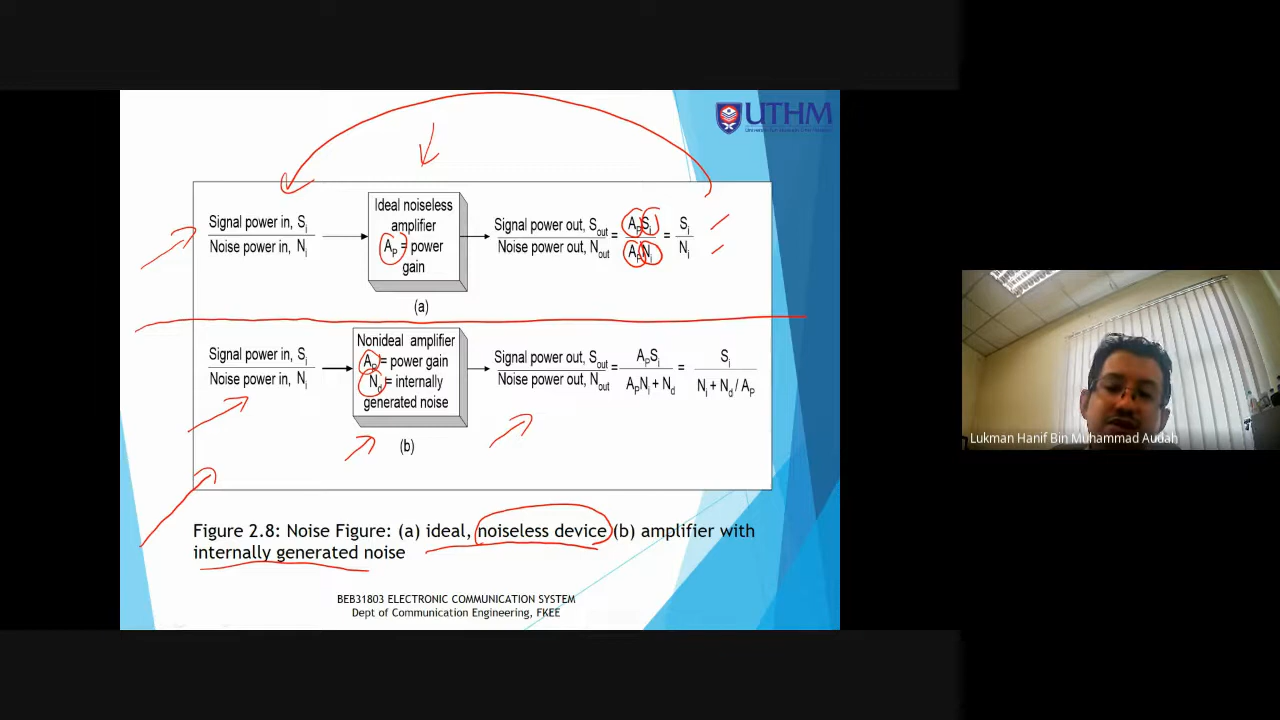 UTHM
Signal power in, Si
Noise power in, Ni
Ideal noiseless
amplifier
AP = power
gain
Signal power out, Sout
Noise power out, Nout
= APSi
APNi
= Si
Ni
(a)
Signal power in, Si
Noise power in, Ni
Nonideal amplifier
AP = power gain
Nd = internally
generated noise
Signal power out, Sout
Noise power out, Nout
= APSi
APNi + Nd
= Si
Ni + Nd / AP
(b)
Figure 2.8: Noise Figure: (a) ideal, noiseless device (b) amplifier with
internally generated noise
BEB31803 ELECTRONIC COMMUNICATION SYSTEM
Dept of Communication Engineering, FKEE
Lukman Hanif Bin Muhammad Audah